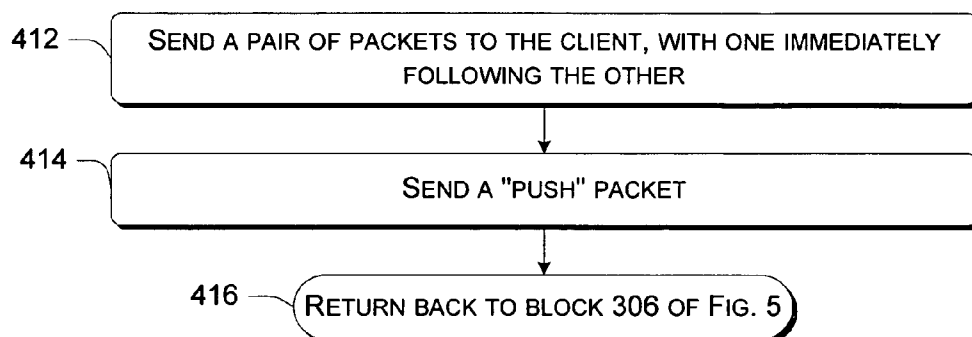 412
SEND A PAIR OF PACKETS TO THE CLIENT, WITH ONE IMMEDIATELY
FOLLOWING THE OTHER
414
SEND A "PUSH" PACKET
416
RETURN BACK TO BLOCK 306 OF FIG. 5